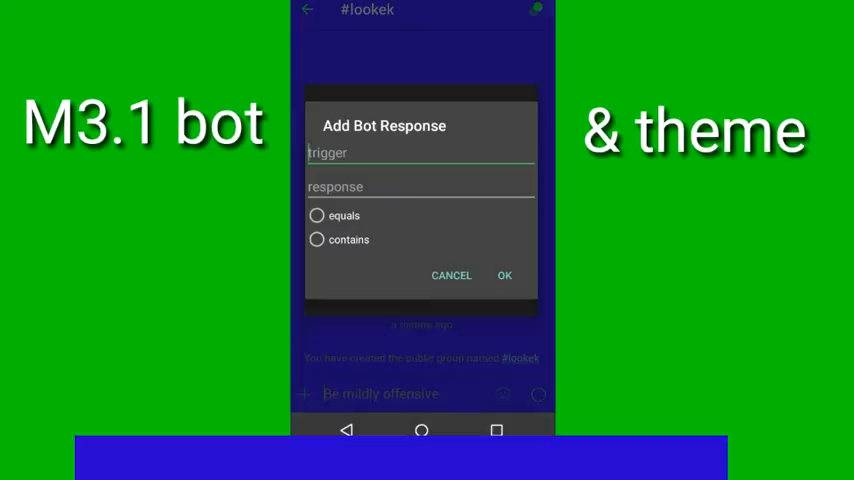 #lookek
M3.1 bot
& theme
Add Bot Response
trigger
response
equals
contains
CANCEL
OK
a minute ago
You have created the public group named #lookek
Be mildly offensive